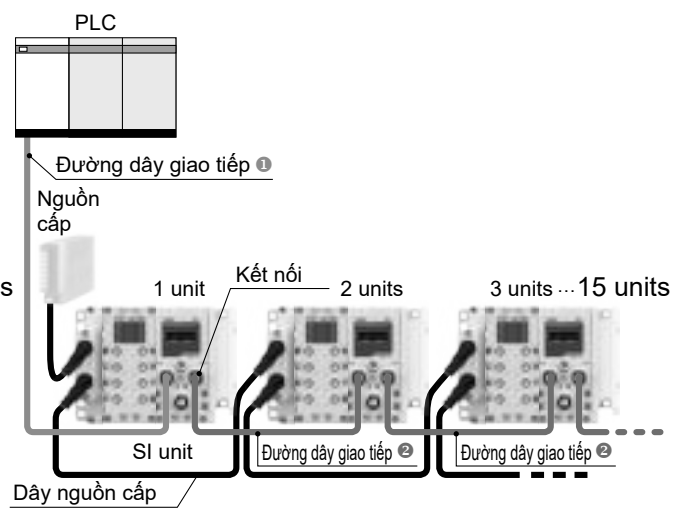 PLC
Đường dây giao tiếp ❶
Nguồn
cấp
s
1 unit
Kết nối
2 units
3 units ··· 15 units
SI unit
Đường dây giao tiếp ❷
Đường dây giao tiếp ❷
Dây nguồn cấp